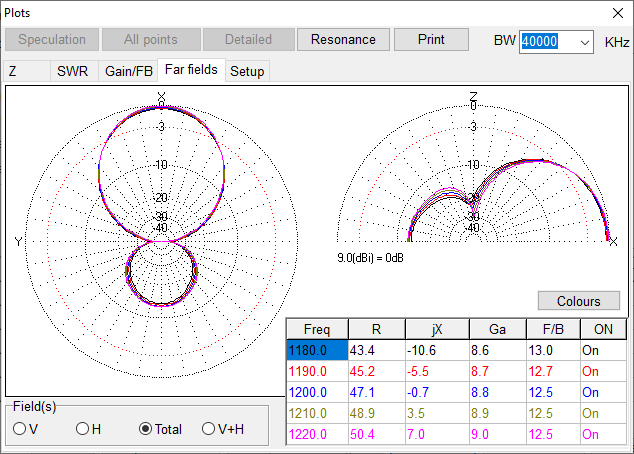 Plots
Speculation All points Detailed Resonance Print BW 40000 KHz
Z SWR Gain/FB Far fields Setup
X
0
-3
-10
-20
-30
-40
Y
Z
0
-3
-10
-20
-30
-40
X
9.0(dBi) = 0dB
Colours
Freq R jX Ga F/B ON
1180.0 43.4 -10.6 8.6 13.0 On
1190.0 45.2 -5.5 8.7 12.7 On
1200.0 47.1 -0.7 8.8 12.5 On
1210.0 48.9 3.5 8.9 12.5 On
1220.0 50.4 7.0 9.0 12.5 On
Field(s)
V H Total V+H